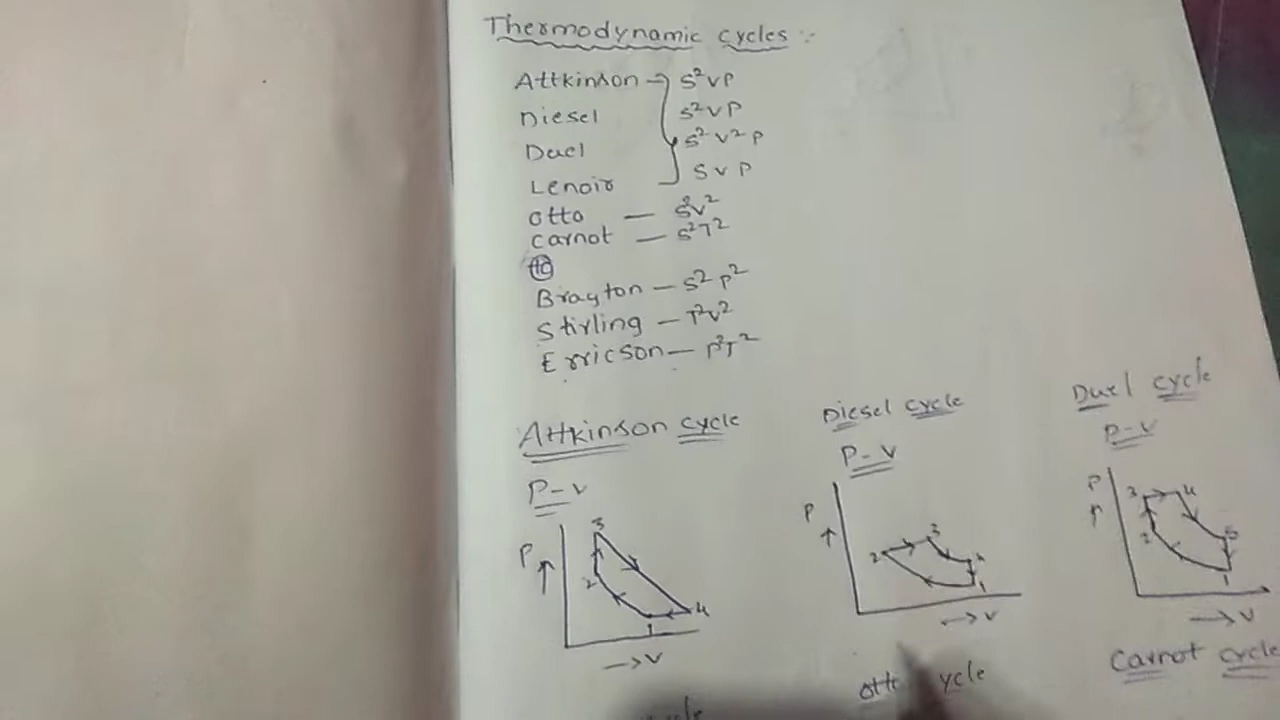 Thermodynamic cycles :-
Attkinson - S²VP
Diesel S²VP
Duel S²V²P
Lenoir SVP
Otto — S²V²
Carnot — S²T²
Brayton — S²P²
Stirling — T²V²
Erricson — P²T²
Attkinson cycle
P-V
P
3
2
4
1
→V
Diesel cycle
P-V
P
2
3
4
1
→V
Duel cycle
P-V
P
3
4
2
5
1
→V
Otto cycle
Carnot cycle